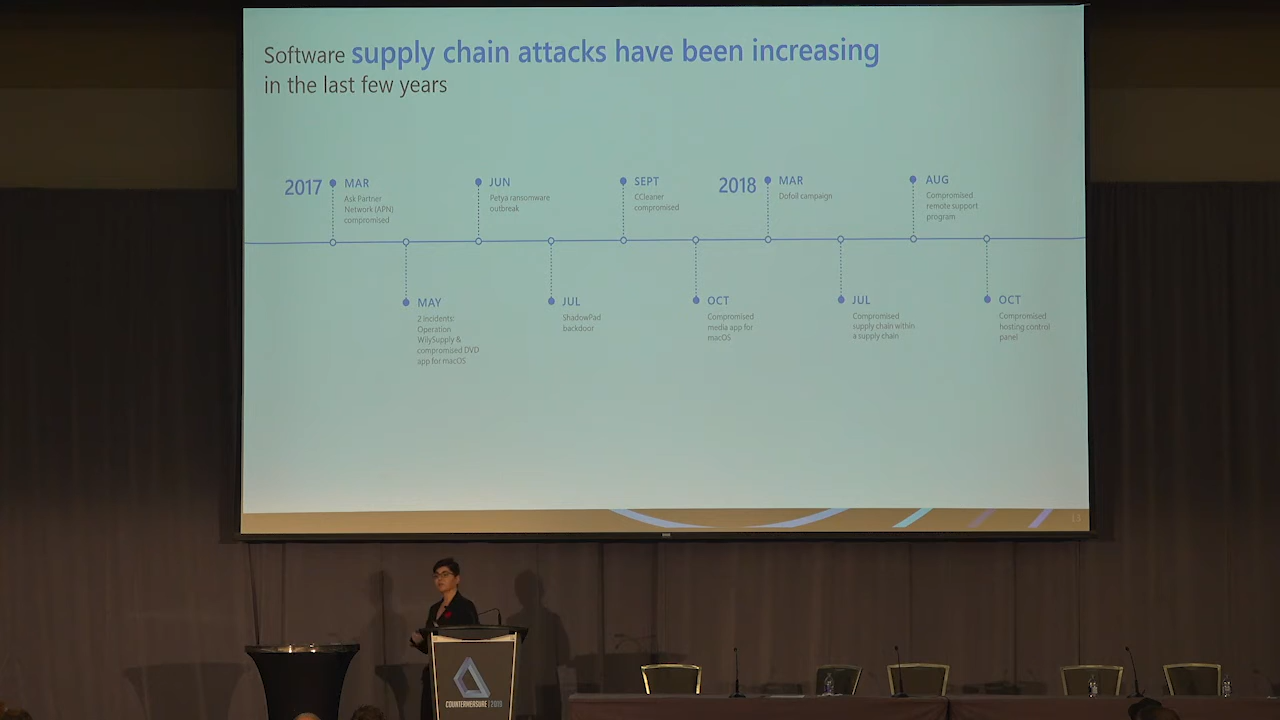 Software supply chain attacks have been increasing
in the last few years
2017
MAR
Ask Partner
Network (APN)
compromised
MAY
2 incidents:
Operation
WilySupply &
compromised DVD
app for macOS
JUN
Petya ransomware
outbreak
JUL
ShadowPad
backdoor
SEPT
CCleaner
compromised
OCT
Compromised
media app for
macOS
2018
MAR
Dofoil campaign
JUL
Compromised
supply chain within
a supply chain
AUG
Compromised
remote support
program
OCT
Compromised
hosting control
panel
13
COUNTERMEASURE | 2019